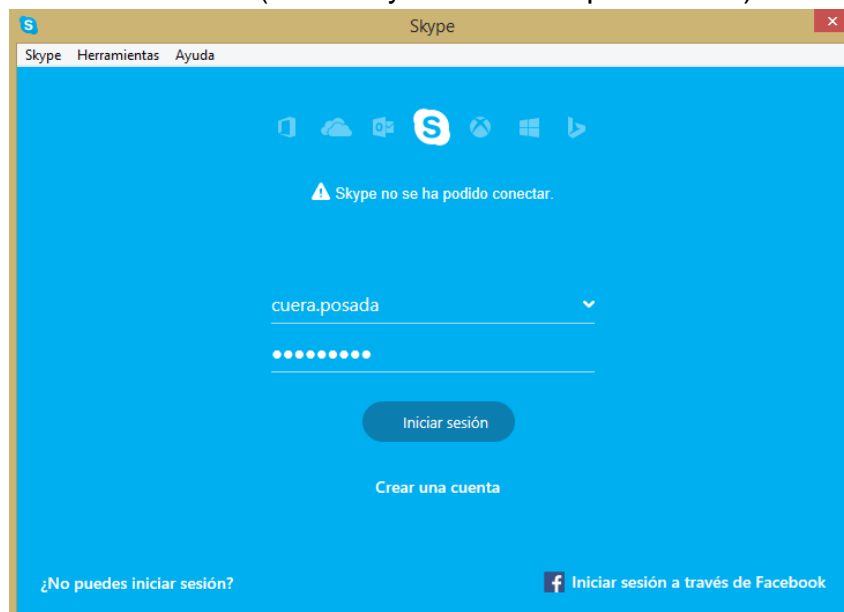 Skype
Skype Herramientas Ayuda
Skype no se ha podido conectar.
cuera.posada
Iniciar sesión
Crear una cuenta
¿No puedes iniciar sesión?
Iniciar sesión a través de Facebook